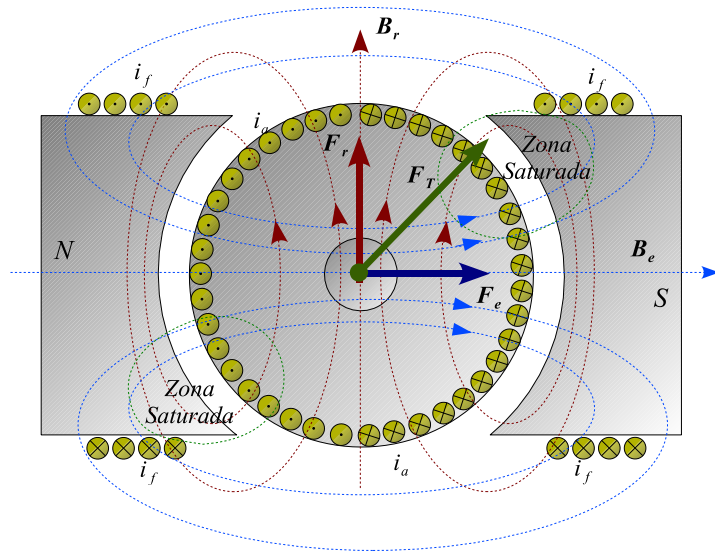 B_r
i_f
i_f
i_a
F_r
F_T
Zona
Saturada
N
B_e
F_e
S
Zona
Saturada
i_f
i_a
i_f